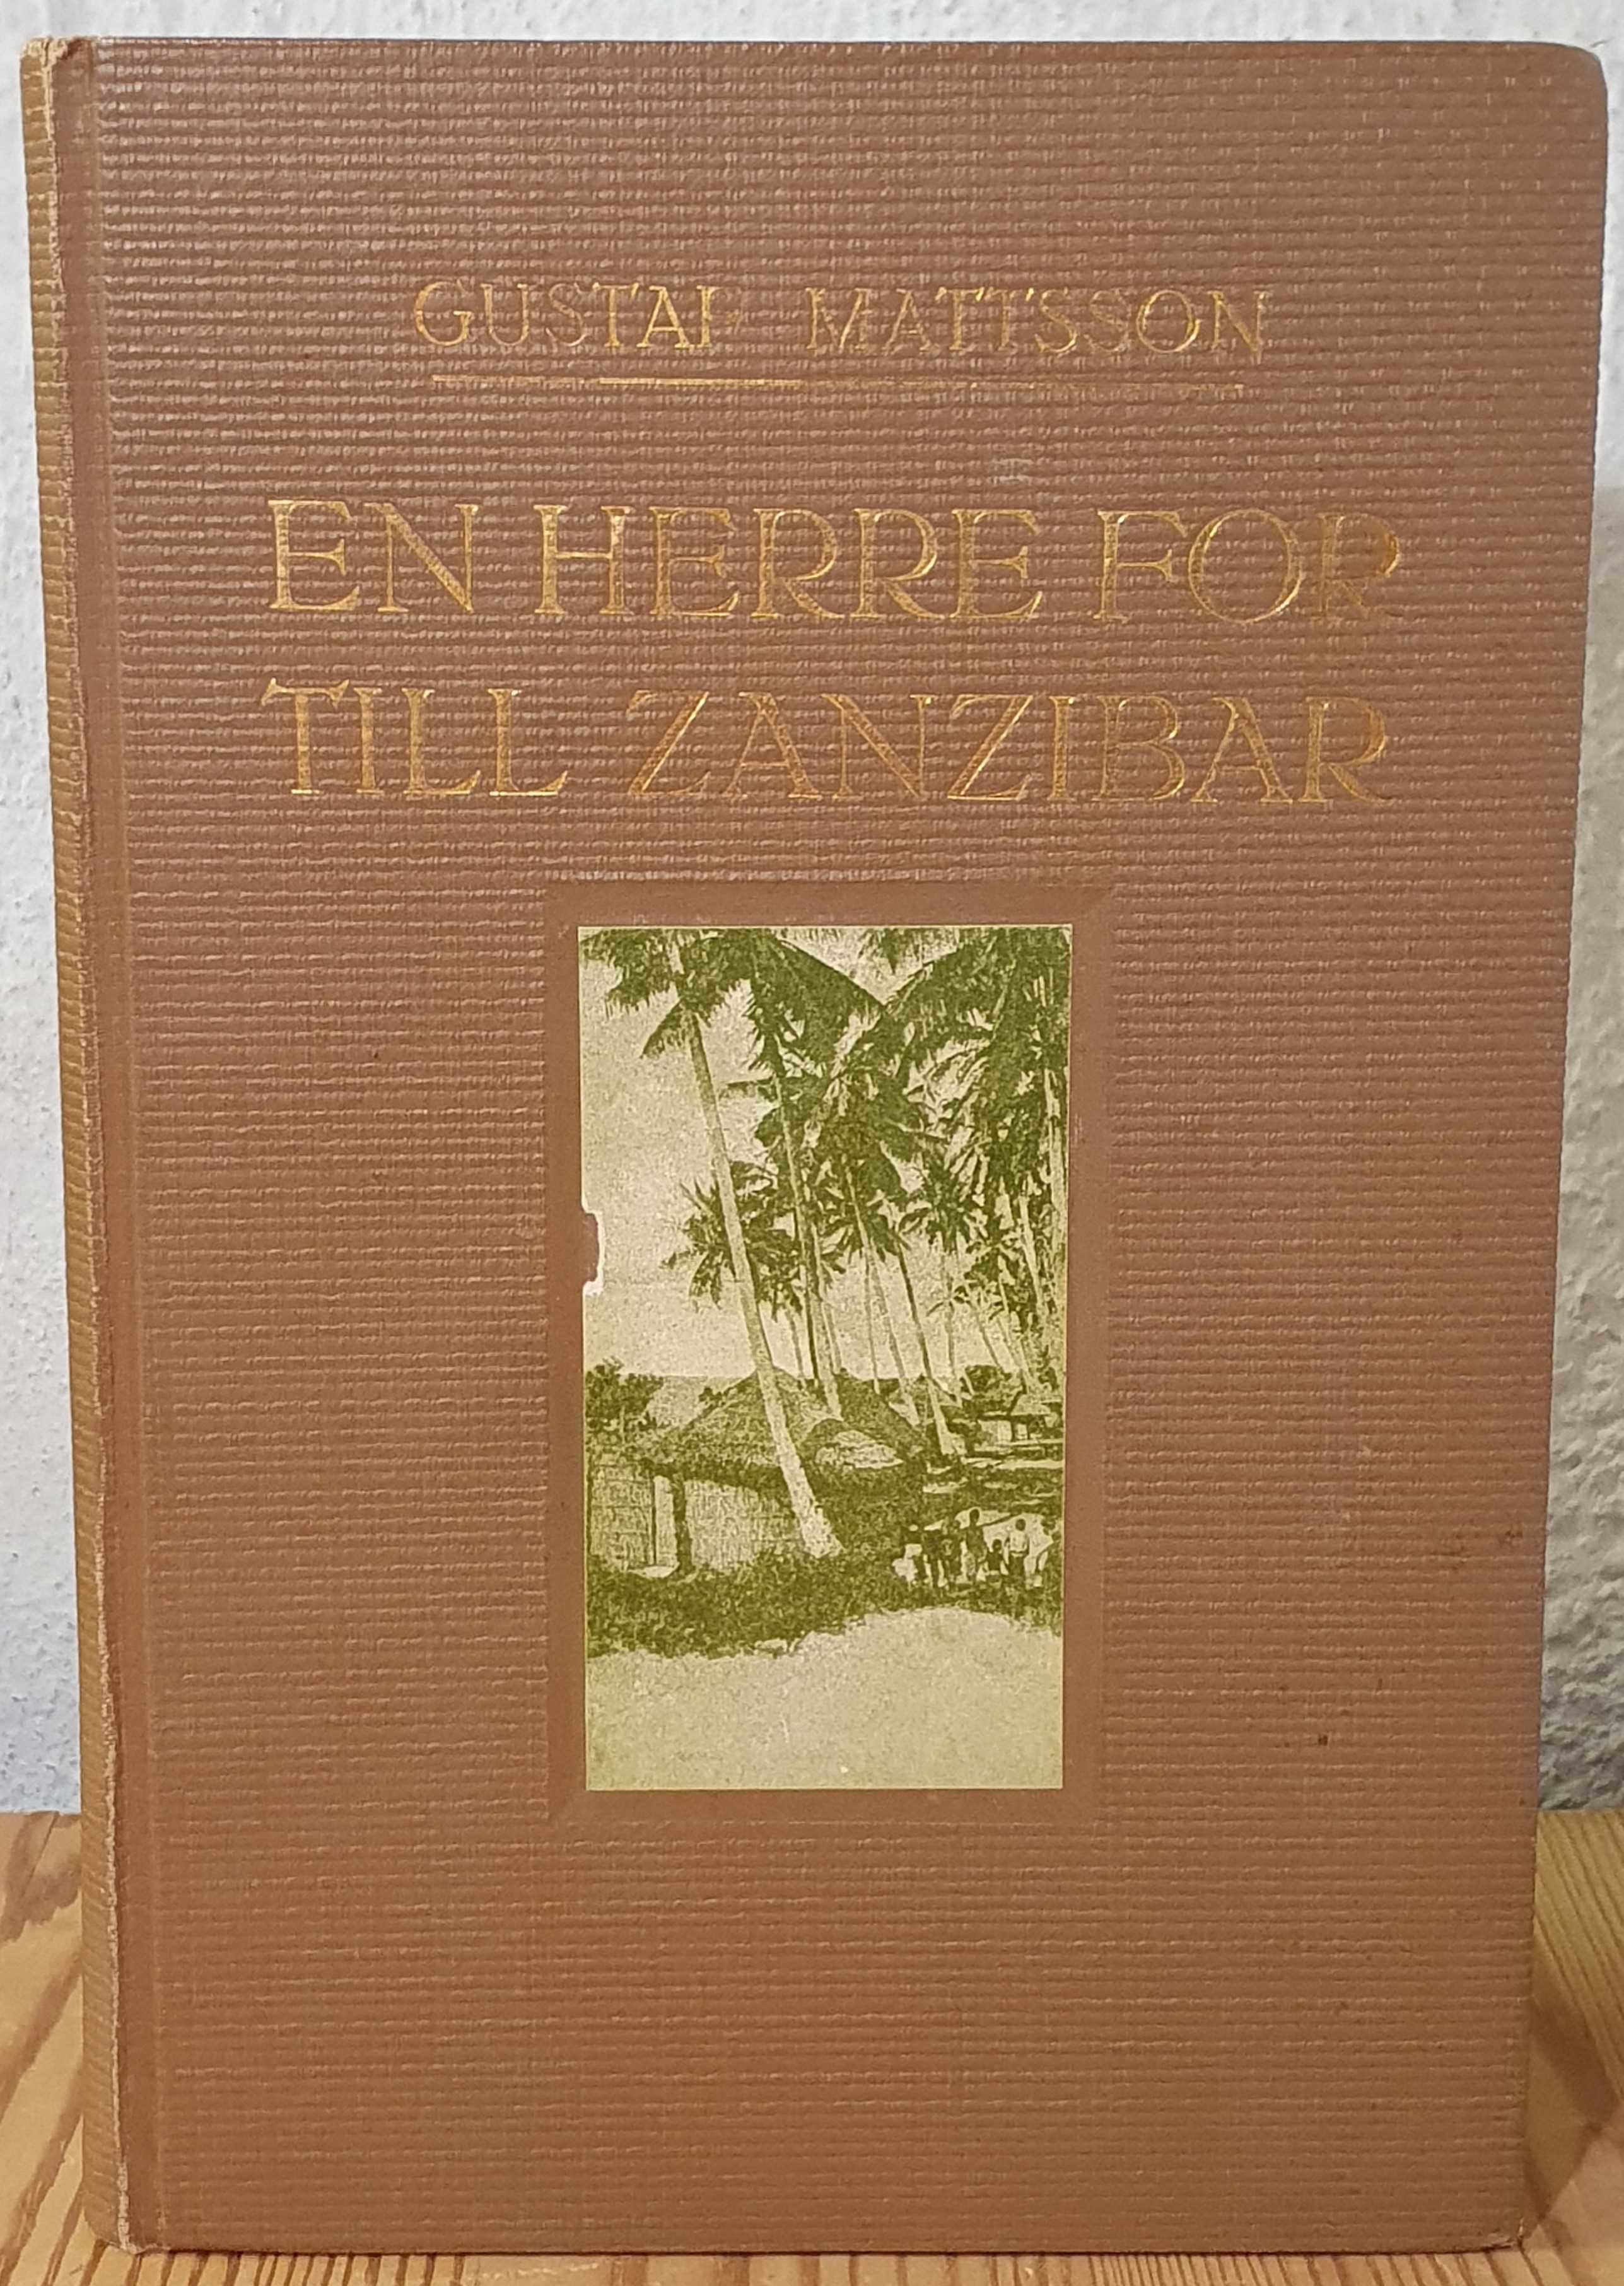 GUSTAF MATTSSON
EN HERRE FOR
TILL ZANZIBAR